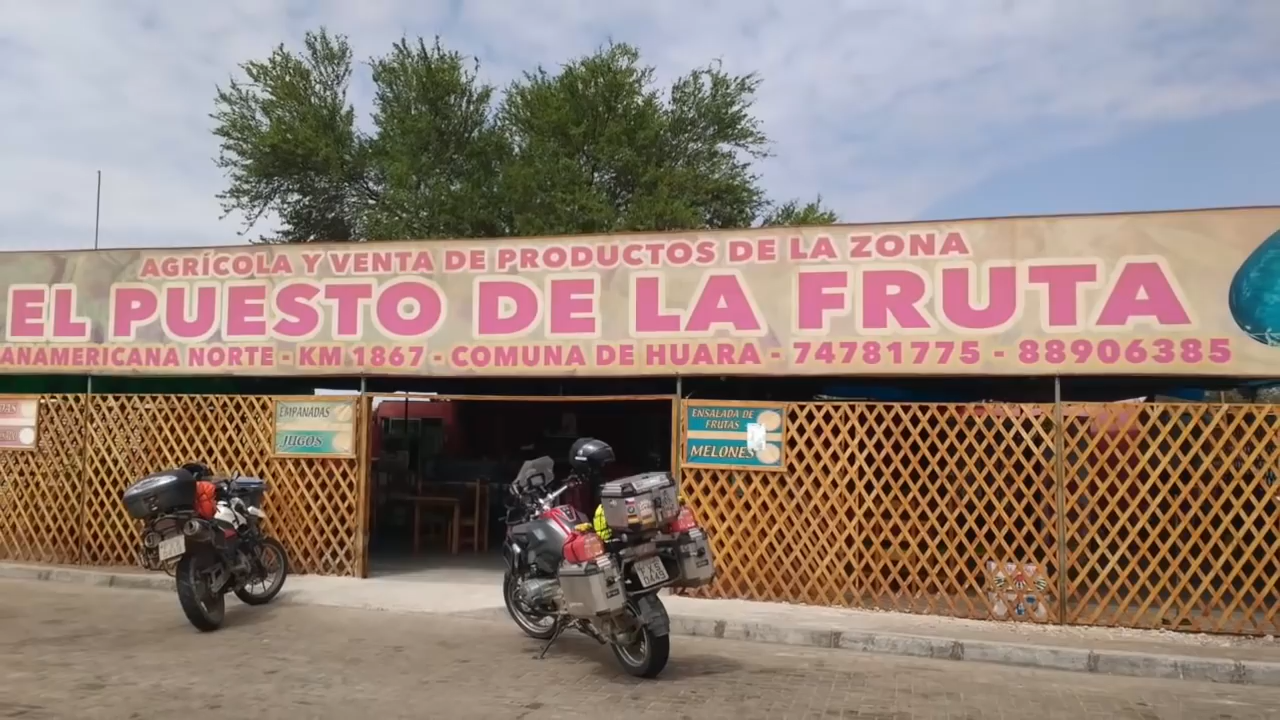 AGRÍCOLA Y VENTA DE PRODUCTOS DE LA ZONA
EL PUESTO DE LA FRUTA
ANAMERICANA NORTE - KM 1867 - COMUNA DE HUARA - 74781775 - 88906385
EMPANADAS
JUGOS
ENSALADA DE
FRUTAS
MELONES